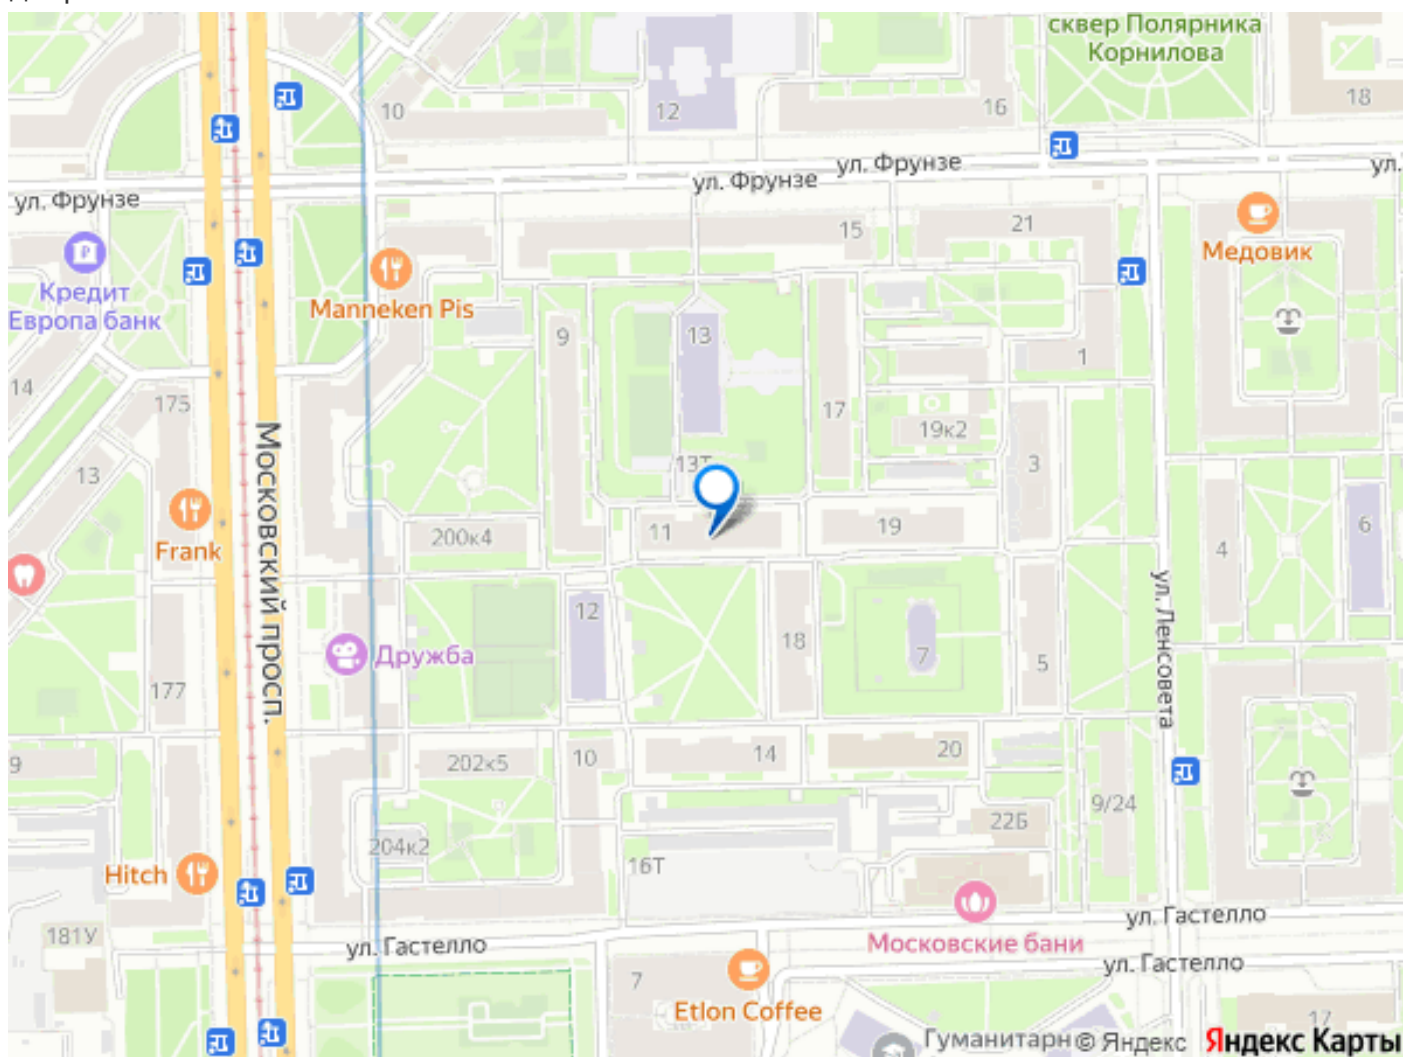 сквер Полярника
Корнилова
18
10
12
16
ул. Фрунзе
ул. Фрунзе
ул.
ул. Фрунзе
15
21
Медовик
Кредит
Европа банк
Manneken Pis
9
13
1
14
175
17
19к2
Московский просп.
13
13Т
3
Frank
200к4
11
19
4
6
12
18
7
5
ул. Ленсовета
Дружба
177
9
202к5
10
14
20
9/24
22Б
204к2
16Т
Hitch
181У
ул. Гастелло
ул. Гастелло
Московские бани
ул. Гастелло
7
Etlon Coffee
17
Гуманитарн
© Яндекс
Яндекс Карты